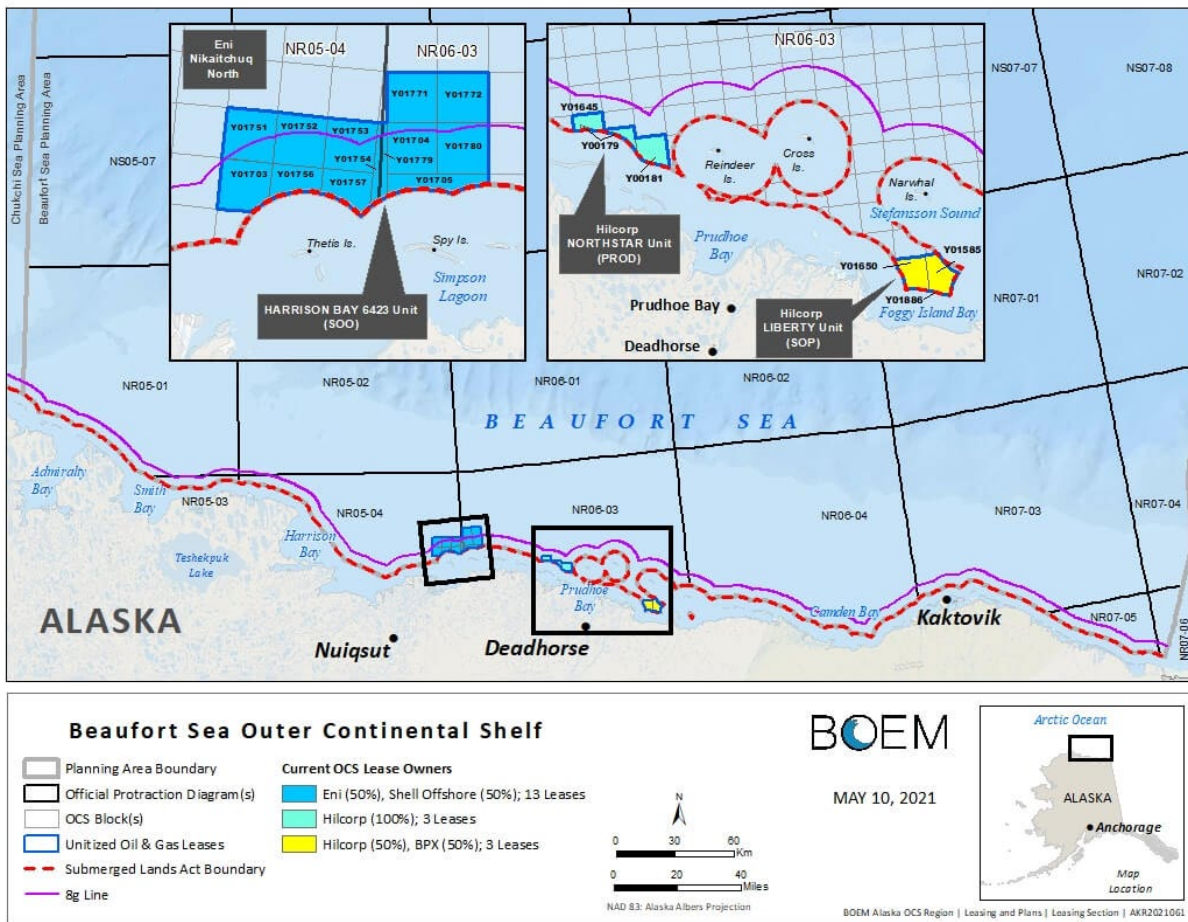 Chukchi Sea Planning Area
Beaufort Sea Planning Area
NS05-07
NS07-07
NS07-08
NR07-02
NR07-01
Eni
Nikaitchuq
North
NR05-04
NR06-03
Y01771
Y01772
Y01751
Y01752
Y01753
Y01704
Y01780
Y01754
Y01779
Y01703
Y01756
Y01757
Y01705
Thetis Is.
Spy Is.
Simpson
Lagoon
HARRISON BAY 6423 Unit
(SOO)
NR06-03
Y01645
Y00179
Y00181
Reindeer
Is.
Cross
Is.
Narwhal
Is.
Stefansson Sound
Hilcorp
NORTHSTAR Unit
(PROD)
Prudhoe
Bay
Y01650
Y01585
Y01886
Foggy Island Bay
Prudhoe Bay
Deadhorse
Hilcorp
LIBERTY Unit
(SOP)
NR05-01
NR05-02
NR06-01
NR06-02
BEAUFORT SEA
Admiralty
Bay
Smith
Bay
NR05-03
NR05-04
NR06-03
NR06-04
NR07-03
NR07-04
Harrison
Bay
Teshekpuk
Lake
Prudhoe
Bay
Camden Bay
Kaktovik
NR07-05
NR07-06
ALASKA
Nuiqsut
Deadhorse
Beaufort Sea Outer Continental Shelf
Planning Area Boundary
Official Protraction Diagram(s)
OCS Block(s)
Unitized Oil & Gas Leases
Submerged Lands Act Boundary
8g Line
Current OCS Lease Owners
Eni (50%), Shell Offshore (50%); 13 Leases
Hilcorp (100%); 3 Leases
Hilcorp (50%), BPX (50%); 3 Leases
N
0 30 60
Km
0 20 40
Miles
NAD 83: Alaska Albers Projection
BOEM
MAY 10, 2021
Arctic Ocean
ALASKA
Anchorage
Map
Location
BOEM Alaska OCS Region | Leasing and Plans | Leasing Section | AKR2021061